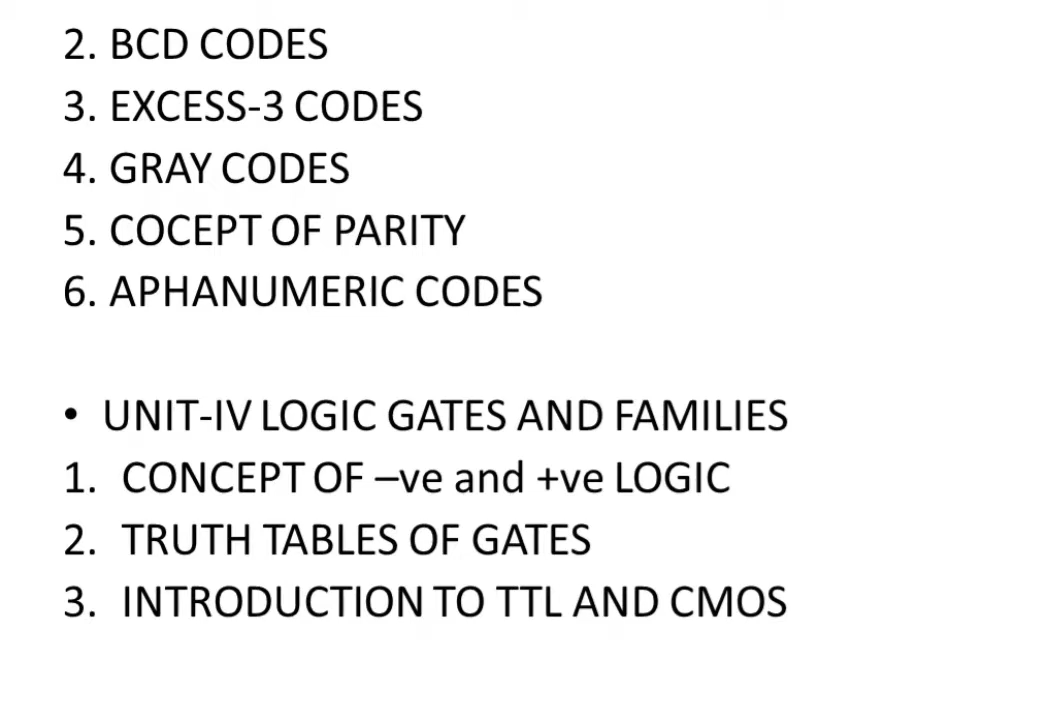 2. BCD CODES
3. EXCESS-3 CODES
4. GRAY CODES
5. COCEPT OF PARITY
6. APHANUMERIC CODES
• UNIT-IV LOGIC GATES AND FAMILIES
1. CONCEPT OF –ve and +ve LOGIC
2. TRUTH TABLES OF GATES
3. INTRODUCTION TO TTL AND CMOS